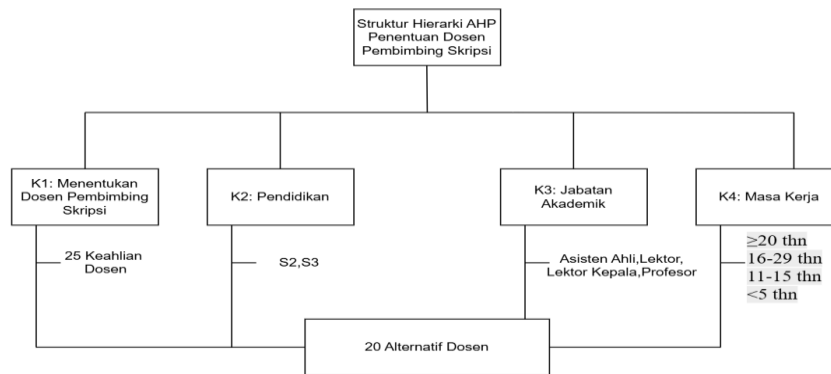 Struktur Hierarki AHP
Penentuan Dosen
Pembimbing Skripsi
K1: Menentukan
Dosen Pembimbing
Skripsi
K2: Pendidikan
K3: Jabatan
Akademik
K4: Masa Kerja
25 Keahlian
Dosen
S2,S3
Asisten Ahli,Lektor,
Lektor Kepala,Profesor
≥20 thn
16-29 thn
11-15 thn
<5 thn
20 Alternatif Dosen